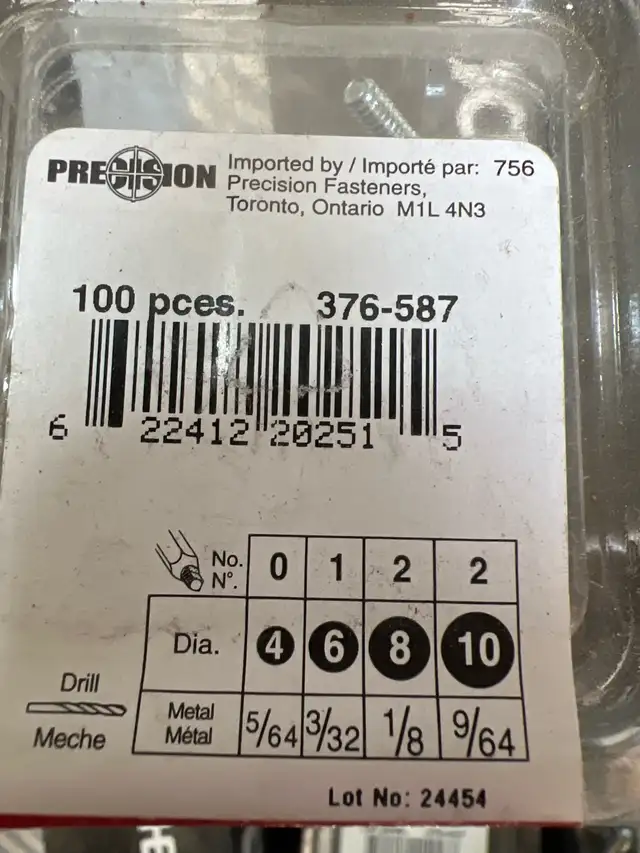 PRECISION
Imported by / Importé par: 756
Precision Fasteners,
Toronto, Ontario M1L 4N3
100 pces. 376-587
6 22412 20251 5
No. N°. 0 1 2 2
Dia. 4 6 8 10
Drill
Meche
Metal Métal 5/64 3/32 1/8 9/64
Lot No: 24454